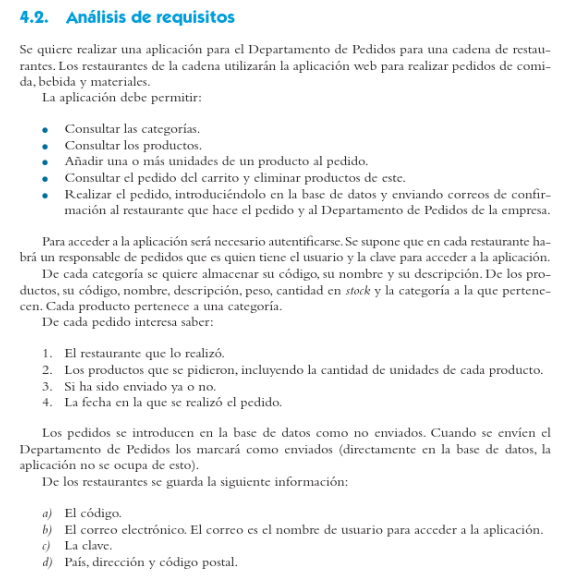 4.2. Análisis de requisitos
Se quiere realizar una aplicación para el Departamento de Pedidos para una cadena de restau-
rantes. Los restaurantes de la cadena utilizarán la aplicación web para realizar pedidos de comi-
da, bebida y materiales.
La aplicación debe permitir:
• Consultar las categorías.
• Consultar los productos.
• Añadir una o más unidades de un producto al pedido.
• Consultar el pedido del carrito y eliminar productos de este.
• Realizar el pedido, introduciéndolo en la base de datos y enviando correos de confir-
mación al restaurante que hace el pedido y al Departamento de Pedidos de la empresa.
Para acceder a la aplicación será necesario autentificarse. Se supone que en cada restaurante ha-
brá un responsable de pedidos que es quien tiene el usuario y la clave para acceder a la aplicación.
De cada categoría se quiere almacenar su código, su nombre y su descripción. De los pro-
ductos, su código, nombre, descripción, peso, cantidad en stock y la categoría a la que pertene-
cen. Cada producto pertenece a una categoría.
De cada pedido interesa saber:
1. El restaurante que lo realizó.
2. Los productos que se pidieron, incluyendo la cantidad de unidades de cada producto.
3. Si ha sido enviado ya o no.
4. La fecha en la que se realizó el pedido.
Los pedidos se introducen en la base de datos como no enviados. Cuando se envíen el
Departamento de Pedidos los marcará como enviados (directamente en la base de datos, la
aplicación no se ocupa de esto).
De los restaurantes se guarda la siguiente información:
a) El código.
b) El correo electrónico. El correo es el nombre de usuario para acceder a la aplicación.
c) La clave.
d) País, dirección y código postal.